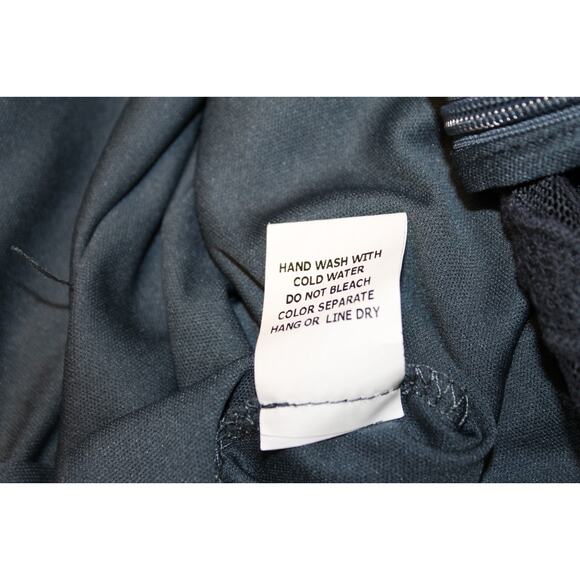 HAND WASH WITH
COLD WATER
DO NOT BLEACH
COLOR SEPARATE
HANG OR LINE DRY